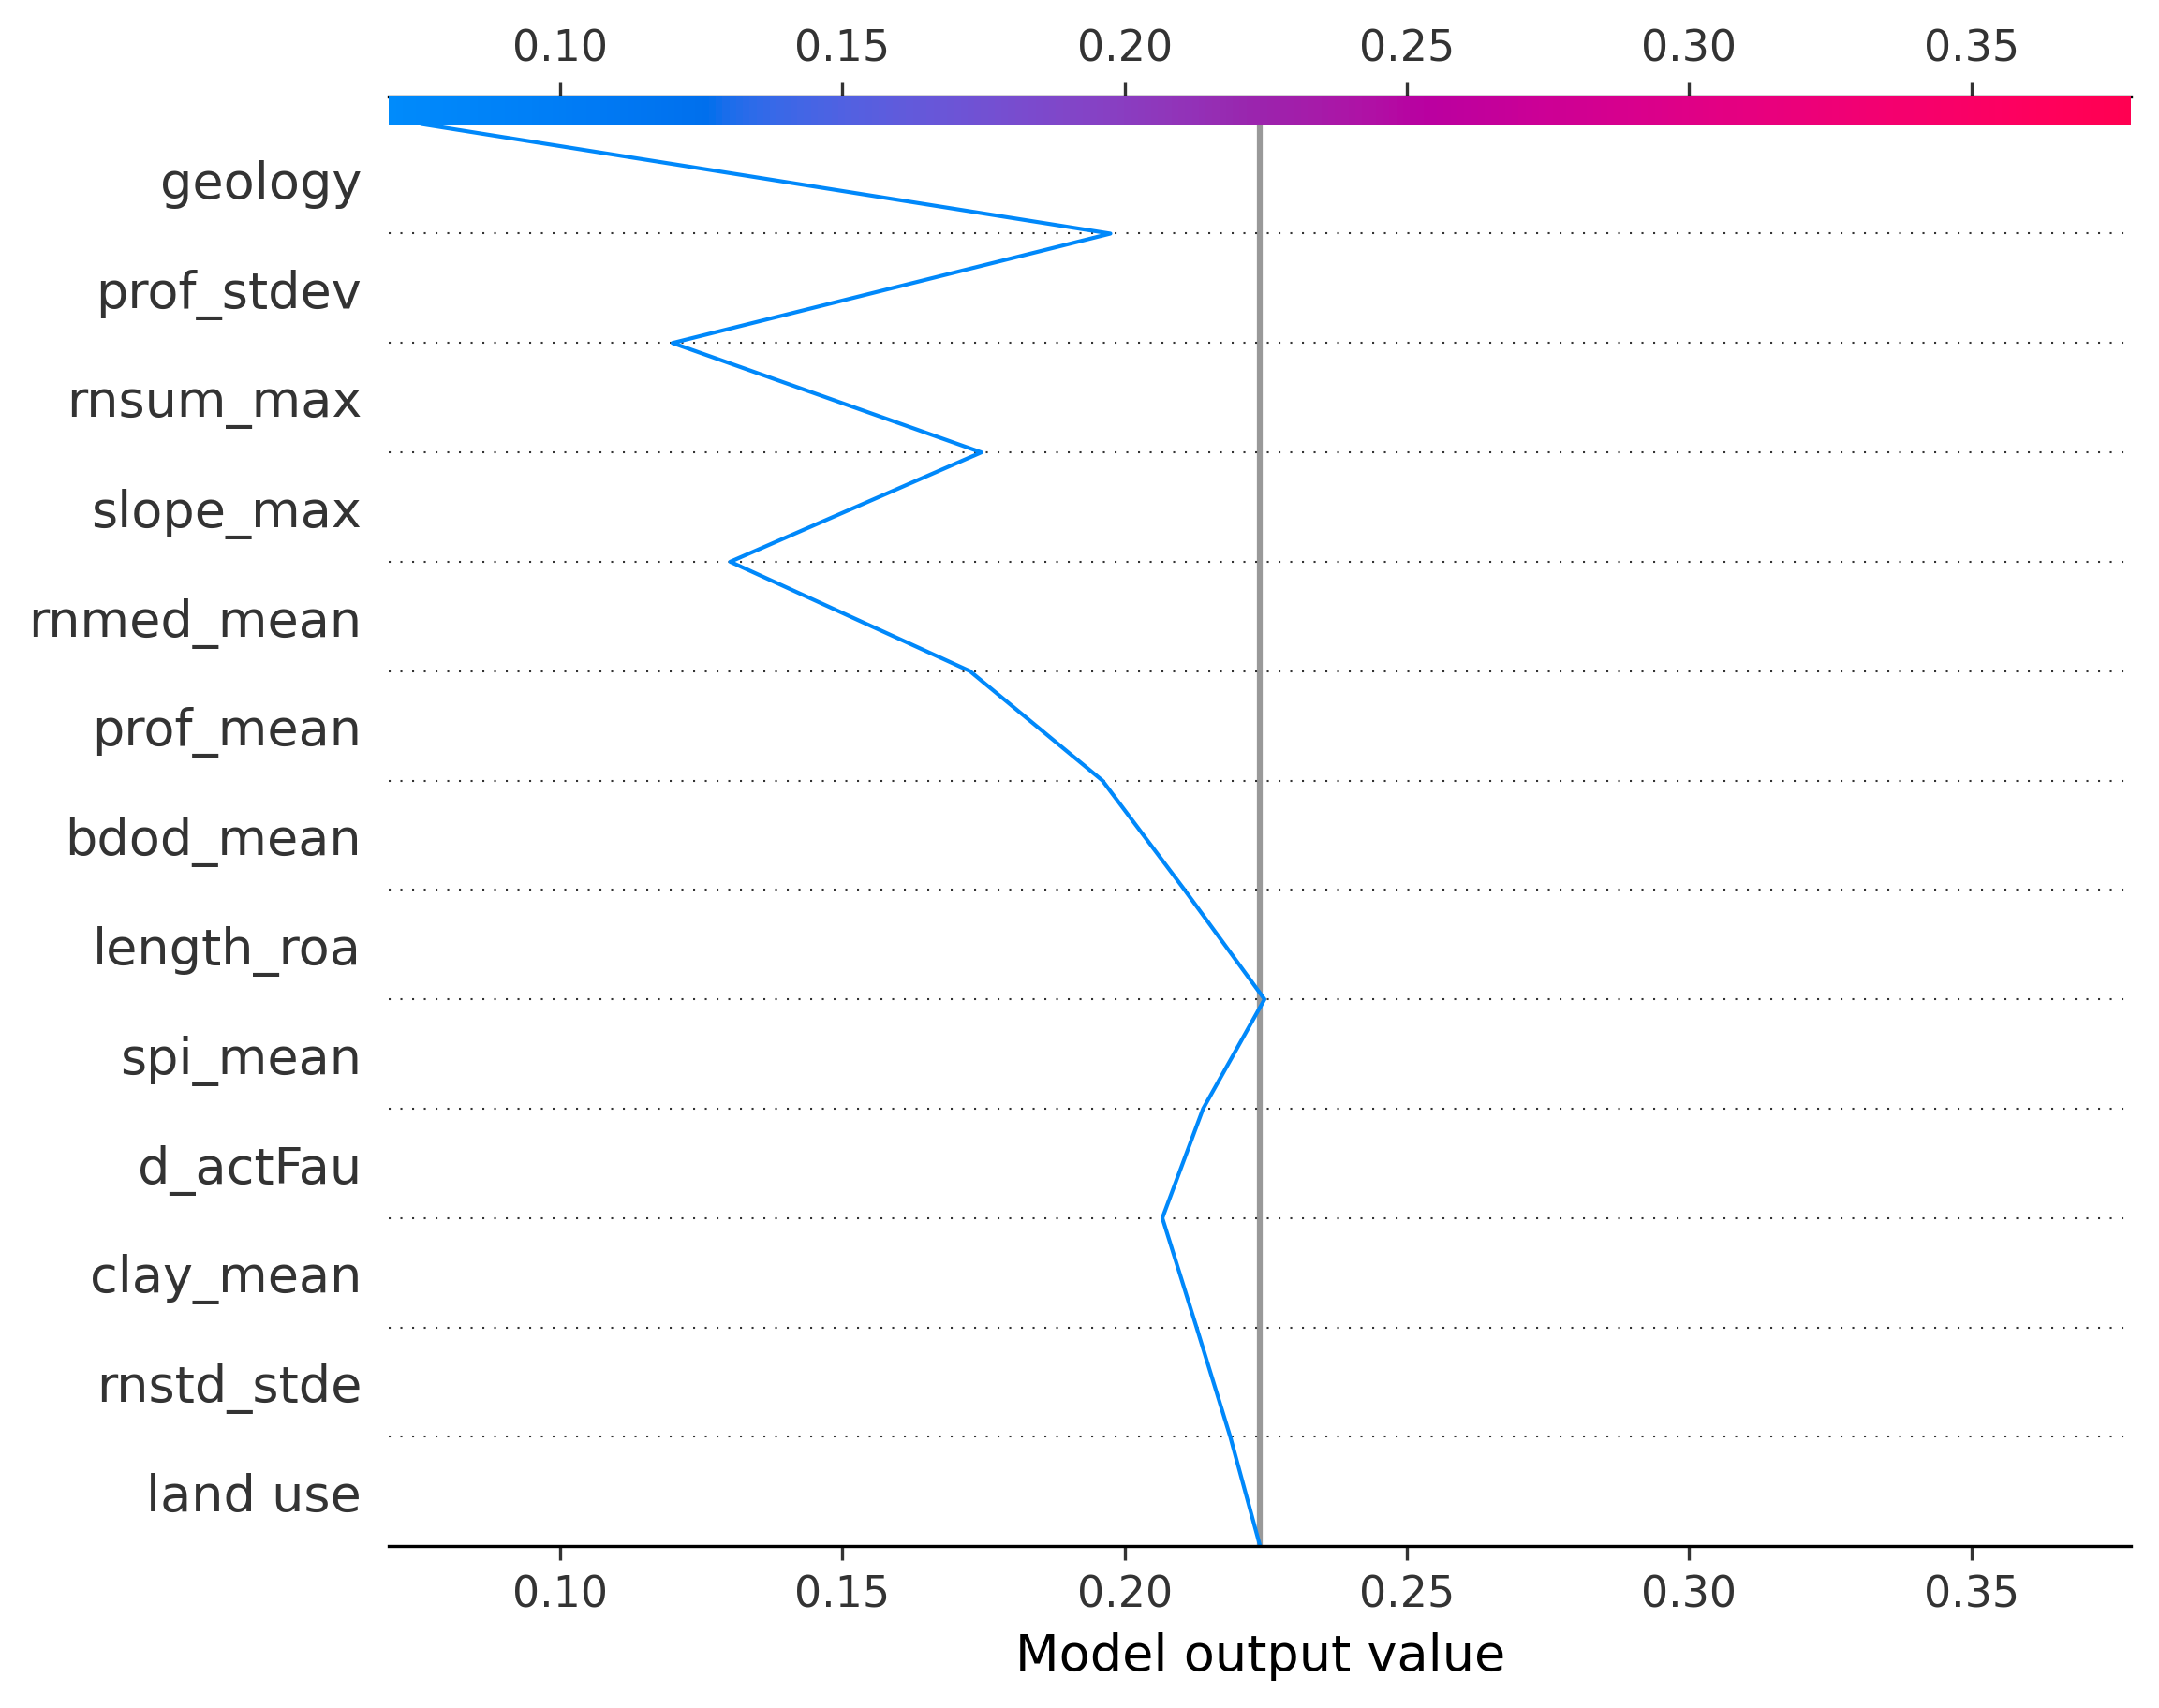 0.10 0.15 0.20 0.25 0.30 0.35
geology
prof_stdev
rnsum_max
slope_max
rnmed_mean
prof_mean
bdod_mean
length_roa
spi_mean
d_actFau
clay_mean
rnstd_stde
land use
0.10 0.15 0.20 0.25 0.30 0.35
Model output value